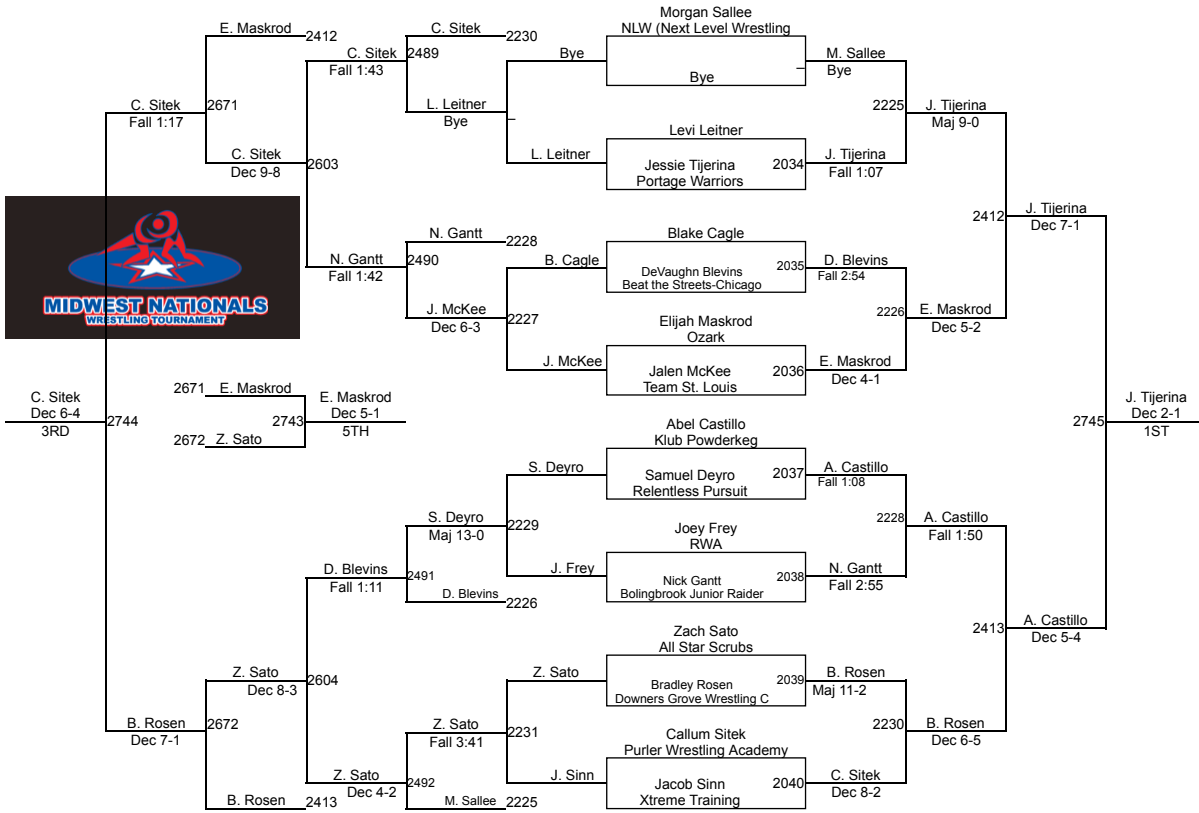 Morgan Sallee
NLW (Next Level Wrestling
E. Maskrod
2412
C. Sitek
2489
Fall 1:43
C. Sitek
2230
Bye
Bye
M. Sallee
Bye
C. Sitek
2671
Fall 1:17
L. Leitner
Bye
2225
J. Tijerina
Maj 9-0
Levi Leitner
C. Sitek
2603
Dec 9-8
L. Leitner
Jessie Tijerina
Portage Warriors
2034
J. Tijerina
Fall 1:07
2412
J. Tijerina
Dec 7-1
N. Gantt
2228
Blake Cagle
N. Gantt
2490
Fall 1:42
B. Cagle
DeVaughn Blevins
Beat the Streets-Chicago
2035
D. Blevins
Fall 2:54
MIDWEST NATIONALS
WRESTLING TOURNAMENT
J. McKee
2227
Dec 6-3
Elijah Maskrod
Ozark
2226
E. Maskrod
Dec 5-2
J. McKee
Jalen McKee
Team St. Louis
2036
E. Maskrod
Dec 4-1
C. Sitek
Dec 6-4
3RD
2744
2671
E. Maskrod
2672
Z. Sato
2743
E. Maskrod
Dec 5-1
5TH
2745
J. Tijerina
Dec 2-1
1ST
Abel Castillo
Klub Powderkeg
S. Deyro
Samuel Deyro
Relentless Pursuit
2037
A. Castillo
Fall 1:08
S. Deyro
2229
Maj 13-0
Joey Frey
RWA
2228
A. Castillo
Fall 1:50
D. Blevins
2491
Fall 1:11
J. Frey
Nick Gantt
Bolingbrook Junior Raider
2038
N. Gantt
Fall 2:55
D. Blevins
2226
2413
A. Castillo
Dec 5-4
Zach Sato
All Star Scrubs
Z. Sato
2604
Dec 8-3
Z. Sato
Bradley Rosen
Downers Grove Wrestling C
2039
B. Rosen
Maj 11-2
B. Rosen
2672
Dec 7-1
Z. Sato
2231
Fall 3:41
Callum Sitek
Purler Wrestling Academy
2230
B. Rosen
Dec 6-5
Z. Sato
2492
Dec 4-2
J. Sinn
Jacob Sinn
Xtreme Training
2040
C. Sitek
Dec 8-2
B. Rosen
2413
M. Sallee
2225